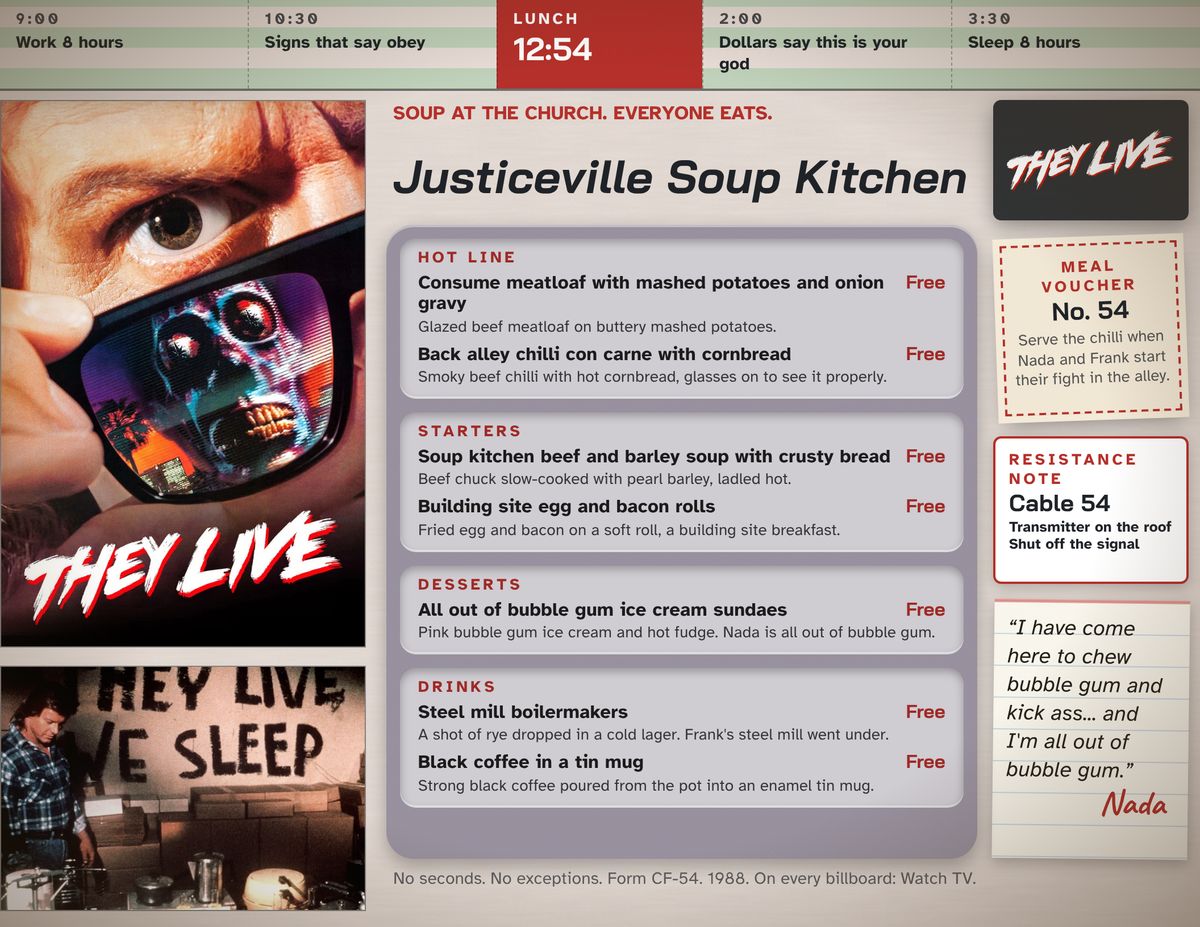 9:00
Work 8 hours
10:30
Signs that say obey
LUNCH
12:54
2:00
Dollars say this is your
god
3:30
Sleep 8 hours
THEY LIVE
HEY LIVE
WE SLEEP
SOUP AT THE CHURCH. EVERYONE EATS.
Justiceville Soup Kitchen
HOT LINE
Consume meatloaf with mashed potatoes and onion Free
gravy
Glazed beef meatloaf on buttery mashed potatoes.
Back alley chilli con carne with cornbread Free
Smoky beef chilli with hot cornbread, glasses on to see it properly.
STARTERS
Soup kitchen beef and barley soup with crusty bread Free
Beef chuck slow-cooked with pearl barley, ladled hot.
Building site egg and bacon rolls Free
Fried egg and bacon on a soft roll, a building site breakfast.
DESSERTS
All out of bubble gum ice cream sundaes Free
Pink bubble gum ice cream and hot fudge. Nada is all out of bubble gum.
DRINKS
Steel mill boilermakers Free
A shot of rye dropped in a cold lager. Frank's steel mill went under.
Black coffee in a tin mug Free
Strong black coffee poured from the pot into an enamel tin mug.
No seconds. No exceptions. Form CF-54. 1988. On every billboard: Watch TV.
THEY LIVE
MEAL
VOUCHER
No. 54
Serve the chilli when
Nada and Frank start
their fight in the alley.
RESISTANCE
NOTE
Cable 54
Transmitter on the roof
Shut off the signal
“I have come
here to chew
bubble gum and
kick ass... and
I'm all out of
bubble gum.”
Nada